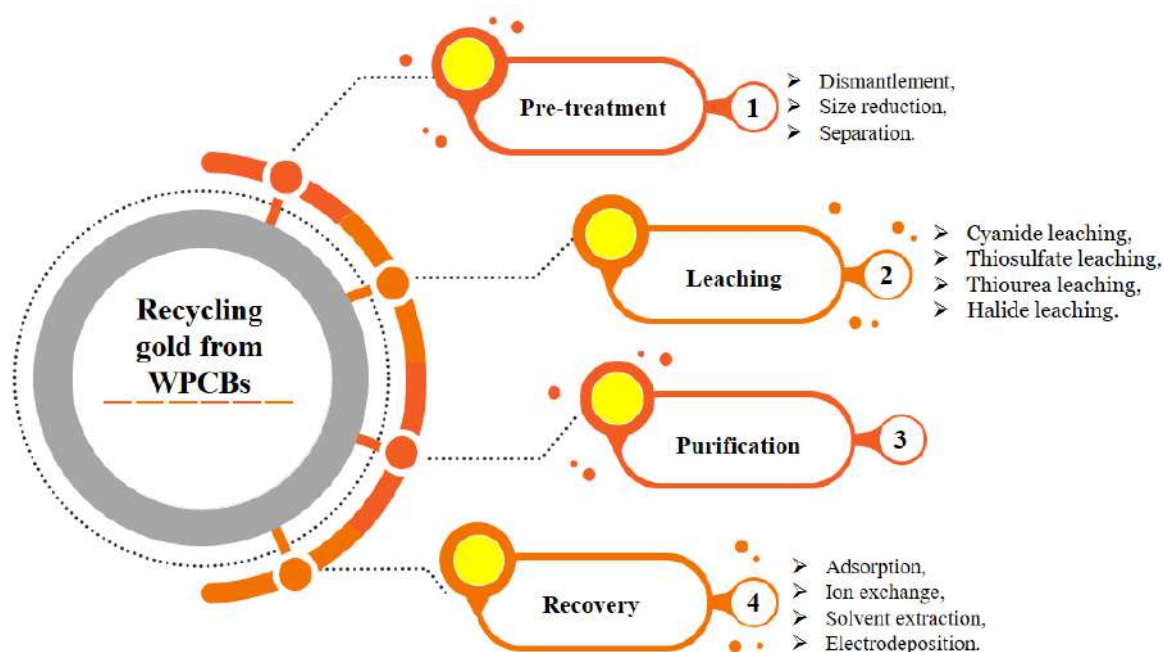 Recycling
gold from
WPCBs
Pre-treatment
1
➢ Dismantlement,
➢ Size reduction,
➢ Separation.
Leaching
2
➢ Cyanide leaching,
➢ Thiosulfate leaching,
➢ Thiourea leaching,
➢ Halide leaching.
Purification
3
Recovery
4
➢ Adsorption,
➢ Ion exchange,
➢ Solvent extraction,
➢ Electrodeposition.